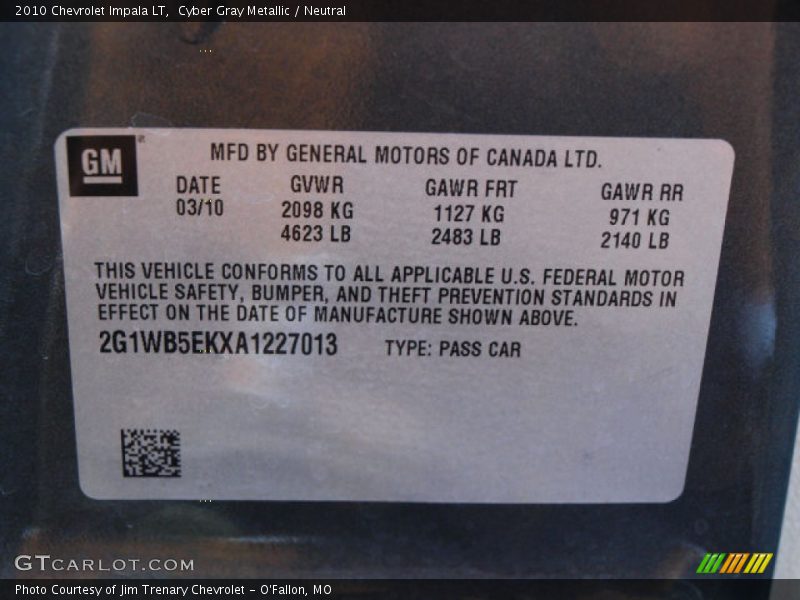 2010 Chevrolet Impala LT, Cyber Gray Metallic / Neutral
GM
MFD BY GENERAL MOTORS OF CANADA LTD.
DATE GVWR GAWR FRT GAWR RR
03/10 2098 KG 1127 KG 971 KG
4623 LB 2483 LB 2140 LB
THIS VEHICLE CONFORMS TO ALL APPLICABLE U.S. FEDERAL MOTOR
VEHICLE SAFETY, BUMPER, AND THEFT PREVENTION STANDARDS IN
EFFECT ON THE DATE OF MANUFACTURE SHOWN ABOVE.
2G1WB5EKXA1227013 TYPE: PASS CAR
GTCARLOT.COM
Photo Courtesy of Jim Trenary Chevrolet - O'Fallon, MO